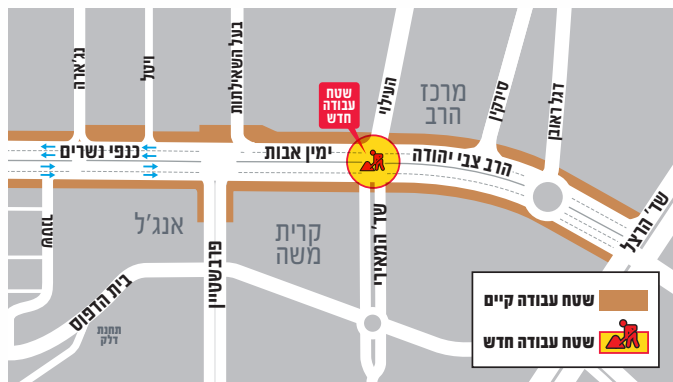 נג'ארה
ויטל
בעל השאילתות
העילוי
סירקין
דגל ראובן
מרכז
הרב
שטח
עבודה
חדש
כנפי נשרים
ימין אבות
הרב צבי יהודה
שד' הרצל
שטנר
אנג'ל
פרבשטיין
קרית
משה
שד' המאירי
בית הדפוס
תחנת
דלק
שטח עבודה קיים
שטח עבודה חדש